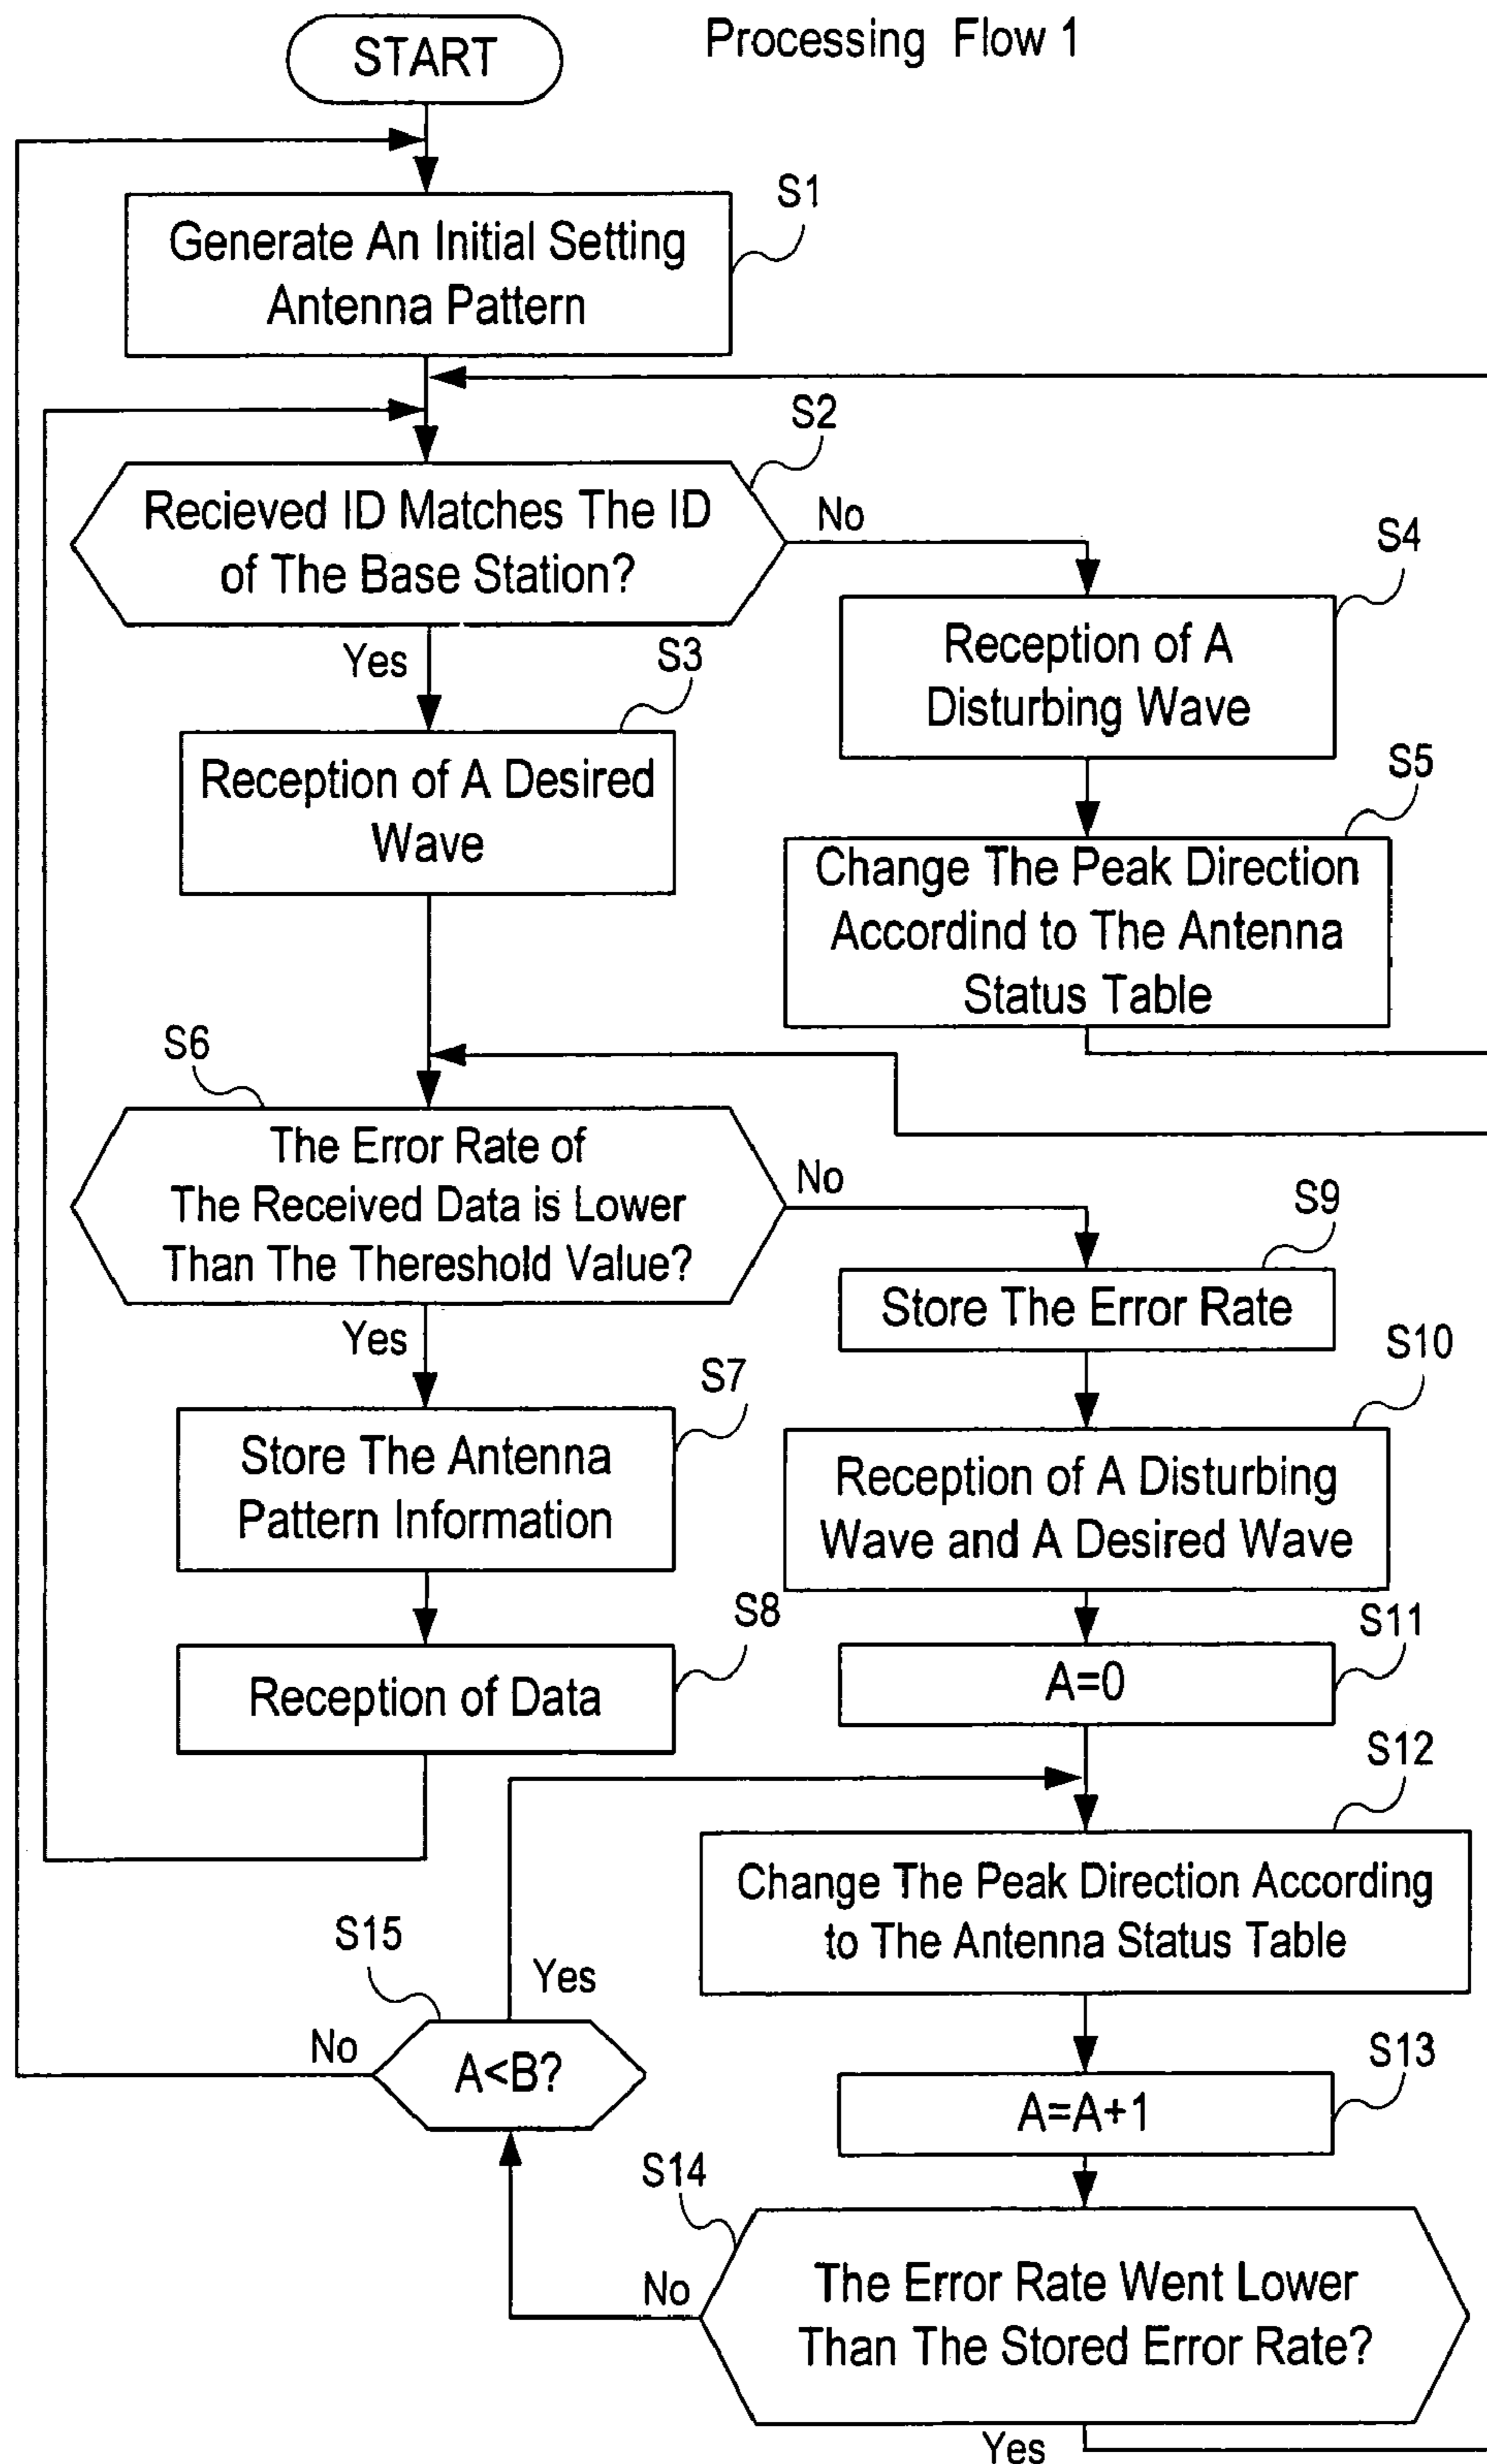 Processing Flow 1
START
S1
Generate An Initial Setting
Antenna Pattern
S2
Recieved ID Matches The ID
of The Base Station?
No
Yes
S3
Reception of A Desired
Wave
S4
Reception of A
Disturbing Wave
S5
Change The Peak Direction
Accordind to The Antenna
Status Table
S6
The Error Rate of
The Received Data is Lower
Than The Thereshold Value?
No
Yes
S7
Store The Antenna
Pattern Information
S8
Reception of Data
S9
Store The Error Rate
S10
Reception of A Disturbing
Wave and A Desired Wave
S11
A=0
S12
Change The Peak Direction According
to The Antenna Status Table
S13
A=A+1
S14
The Error Rate Went Lower
Than The Stored Error Rate?
No
Yes
S15
A<B?
Yes
No